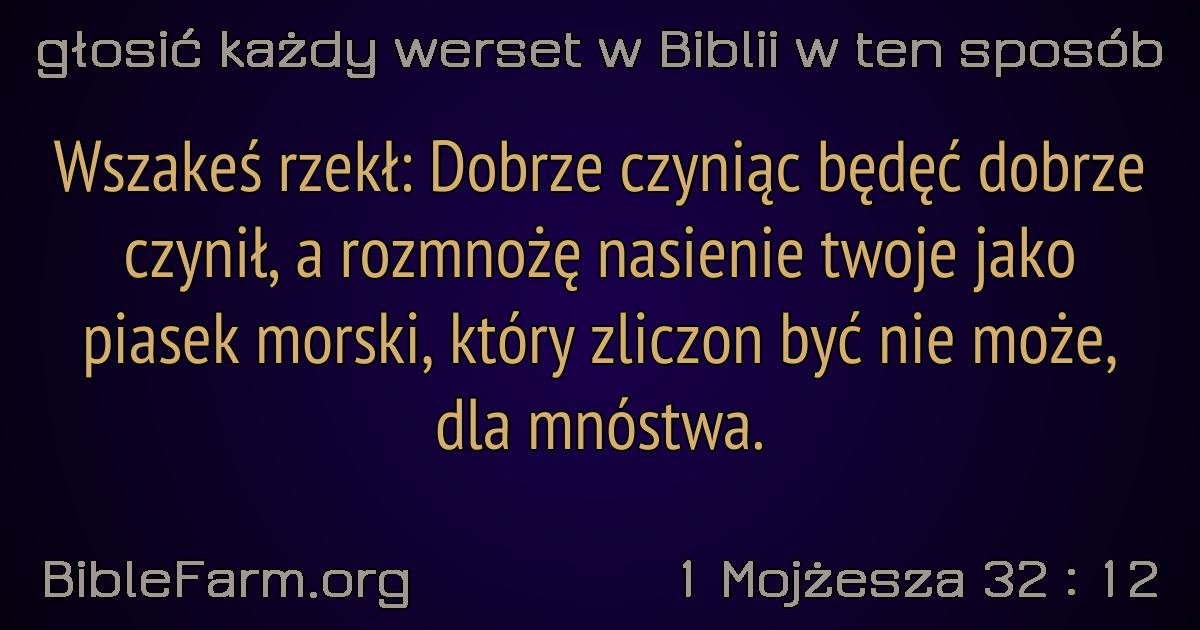 głosić każdy werset w Biblii w ten sposób
Wszakeś rzekł: Dobrze czyniąc będęć dobrze
czynił, a rozmnożę nasienie twoje jako
piasek morski, który zliczon być nie może,
dla mnóstwa.
BibleFarm.org
1 Mojżesza 32 : 12